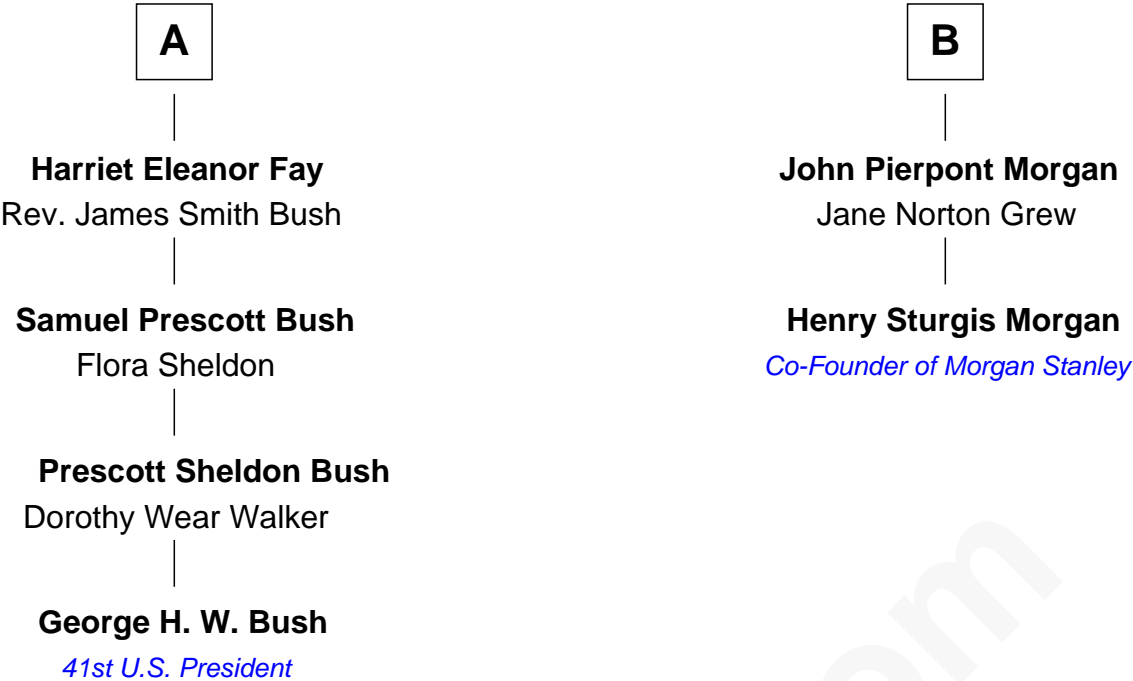 A
Harriet Eleanor Fay
Rev. James Smith Bush
Samuel Prescott Bush
Flora Sheldon
Prescott Sheldon Bush
Dorothy Wear Walker
George H. W. Bush
41st U.S. President
B
John Pierpont Morgan
Jane Norton Grew
Henry Sturgis Morgan
Co-Founder of Morgan Stanley
om